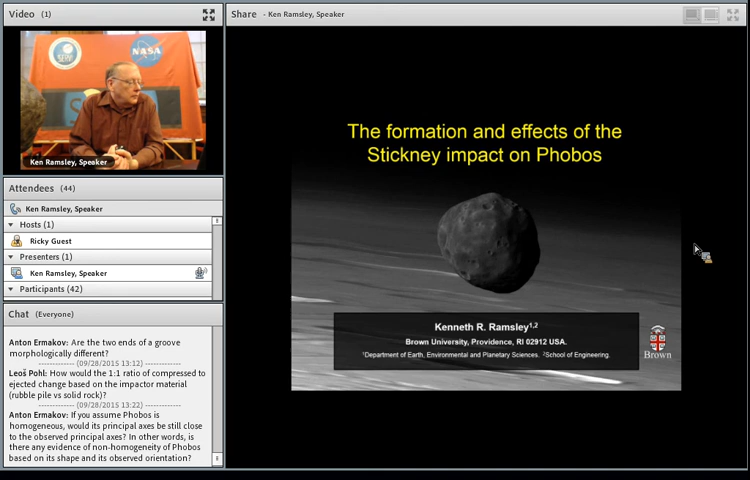 Video (1)
NASA
Ken Ramsley, Speaker
Attendees (44)
Ken Ramsley, Speaker
Hosts (1)
Ricky Guest
Presenters (1)
Ken Ramsley, Speaker
Participants (42)
Chat (Everyone)
Anton Ermakov: Are the two ends of a groove
morphologically different?
------------- (09/28/2015 13:12) -------------
Leoš Pohl: How would the 1:1 ratio of compressed to
ejected change based on the impactor material
(rubble pile vs solid rock)?
------------- (09/28/2015 13:22) -------------
Anton Ermakov: If you assume Phobos is
homogeneous, would its principal axes be still close
to the observed principal axes? In other words, is
there any evidence of non-homogeneity of Phobos
based on its shape and its observed orientation?
Share - Ken Ramsley, Speaker
The formation and effects of the
Stickney impact on Phobos
Kenneth R. Ramsley1,2
Brown University, Providence, RI 02912 USA.
1Department of Earth, Environmental and Planetary Sciences. 2School of Engineering.
Brown